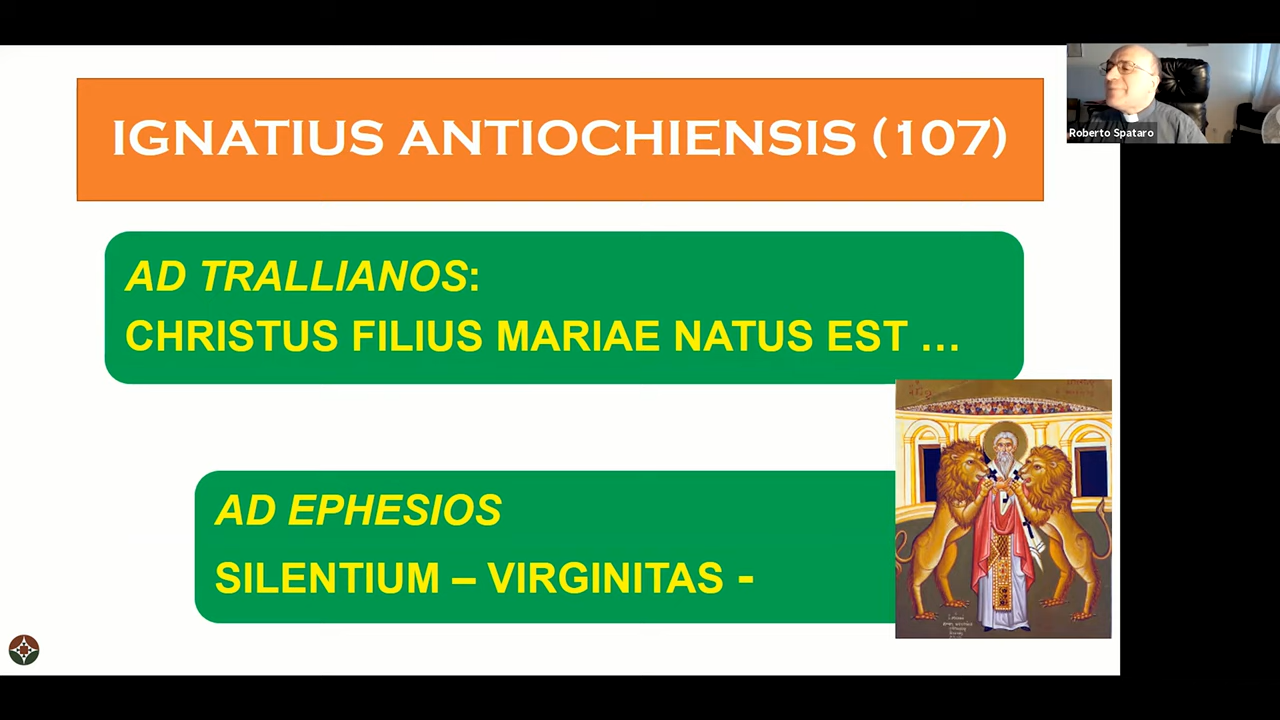 IGNATIUS ANTIOCHIENSIS (107)
Roberto Spataro
AD TRALLIANOS:
CHRISTUS FILIUS MARIAE NATUS EST ...
AD EPHESIOS
SILENTIUM – VIRGINITAS -